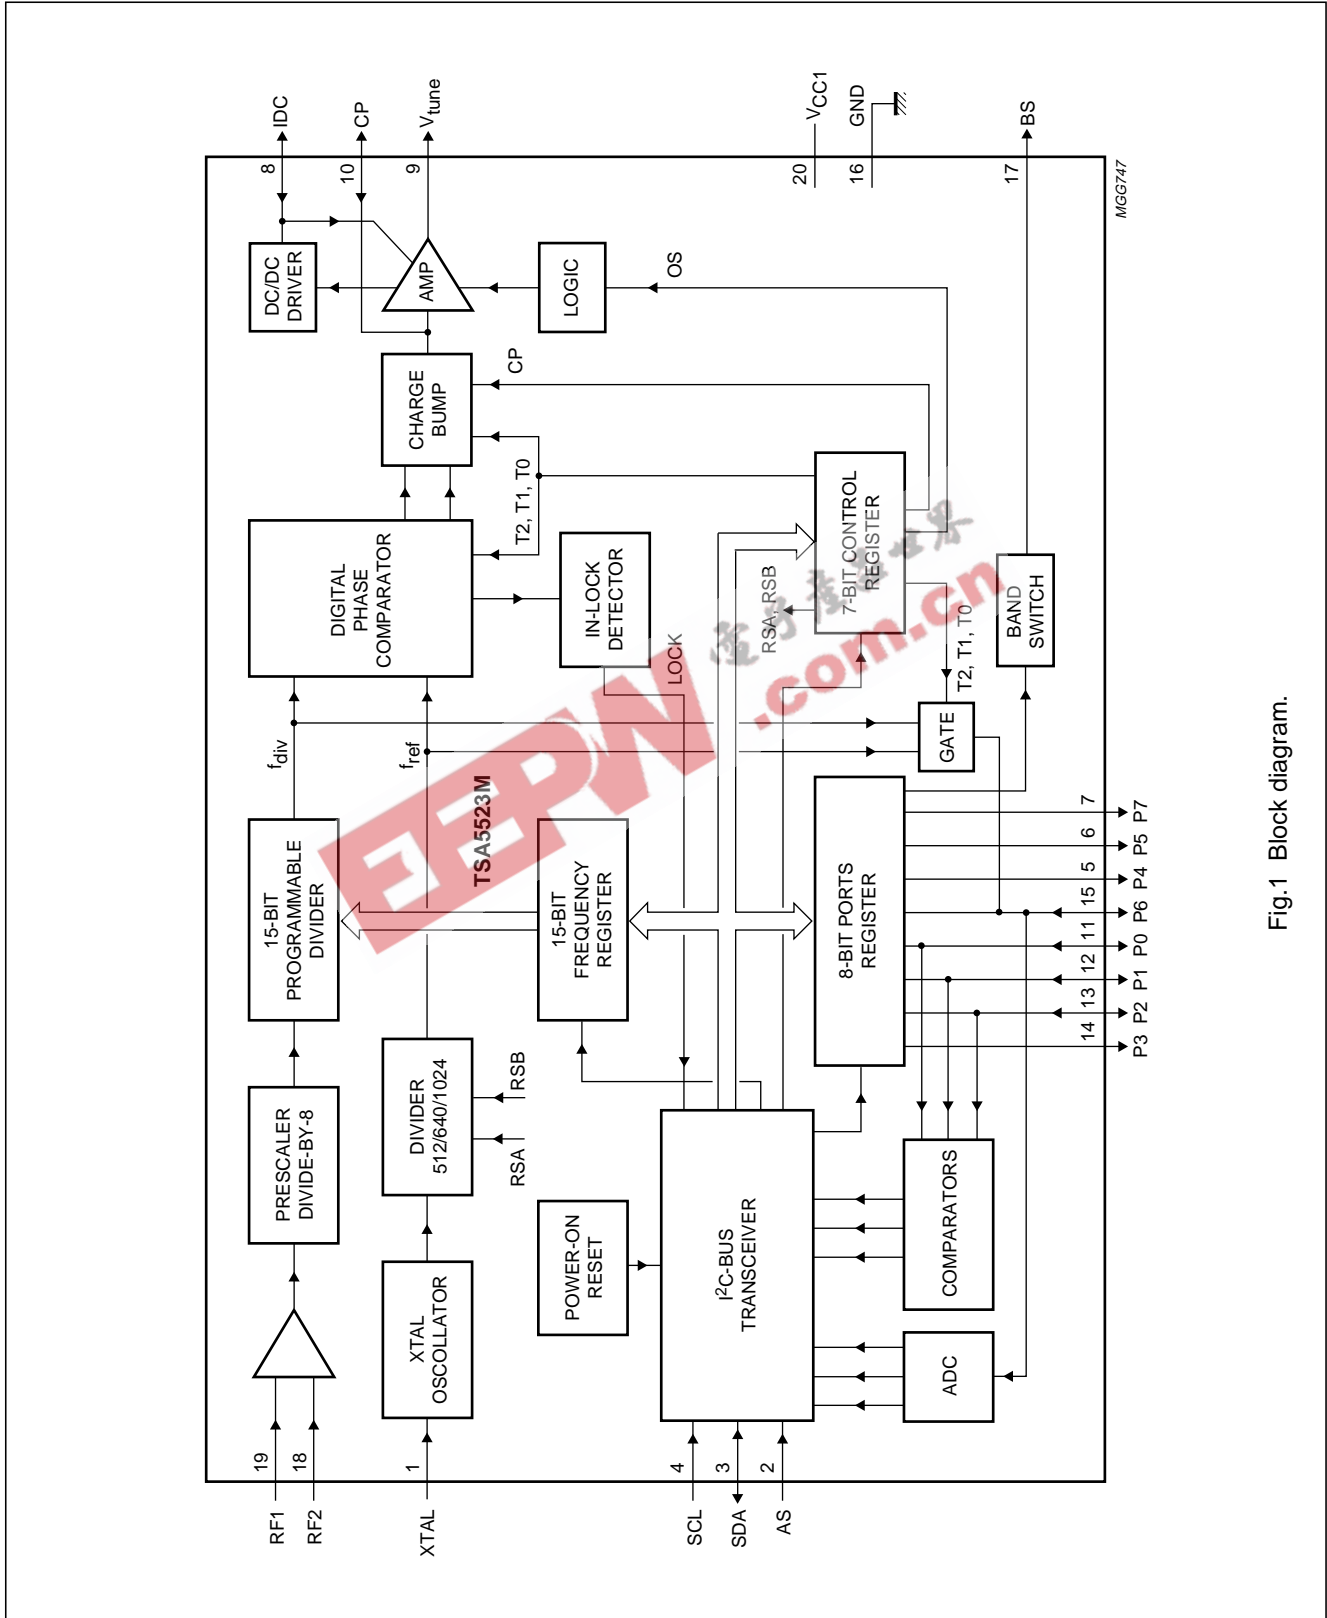 RF1
RF2
XTAL
SCL
SDA
AS
19
18
1
4
3
2
PRESCALER
DIVIDE-BY-8
15-BIT
PROGRAMMABLE
DIVIDER
fdiv
DIGITAL
PHASE
COMPARATOR
DC/DC
DRIVER
8
IDC
10
CP
9
Vtune
XTAL
OSCOLLATOR
DIVIDER
512/640/1024
RSA
RSB
fref
CHARGE
BUMP
AMP
TSA5523M
T2, T1, T0
CP
POWER-ON
RESET
15-BIT
FREQUENCY
REGISTER
IN-LOCK
DETECTOR
LOGIC
LOCK
OS
I2C-BUS
TRANSCEIVER
RSA, RSB
7-BIT CONTROL
REGISTER
20
VCC1
16
GND
8-BIT PORTS
REGISTER
GATE
T2, T1, T0
ADC
COMPARATORS
BAND
SWITCH
17
BS
14
13
12
11
15
5
6
7
P3
P2
P1
P0
P6
P4
P5
P7
MGG747
EEPW
.com.cn
電子產品世界
Fig.1 Block diagram.